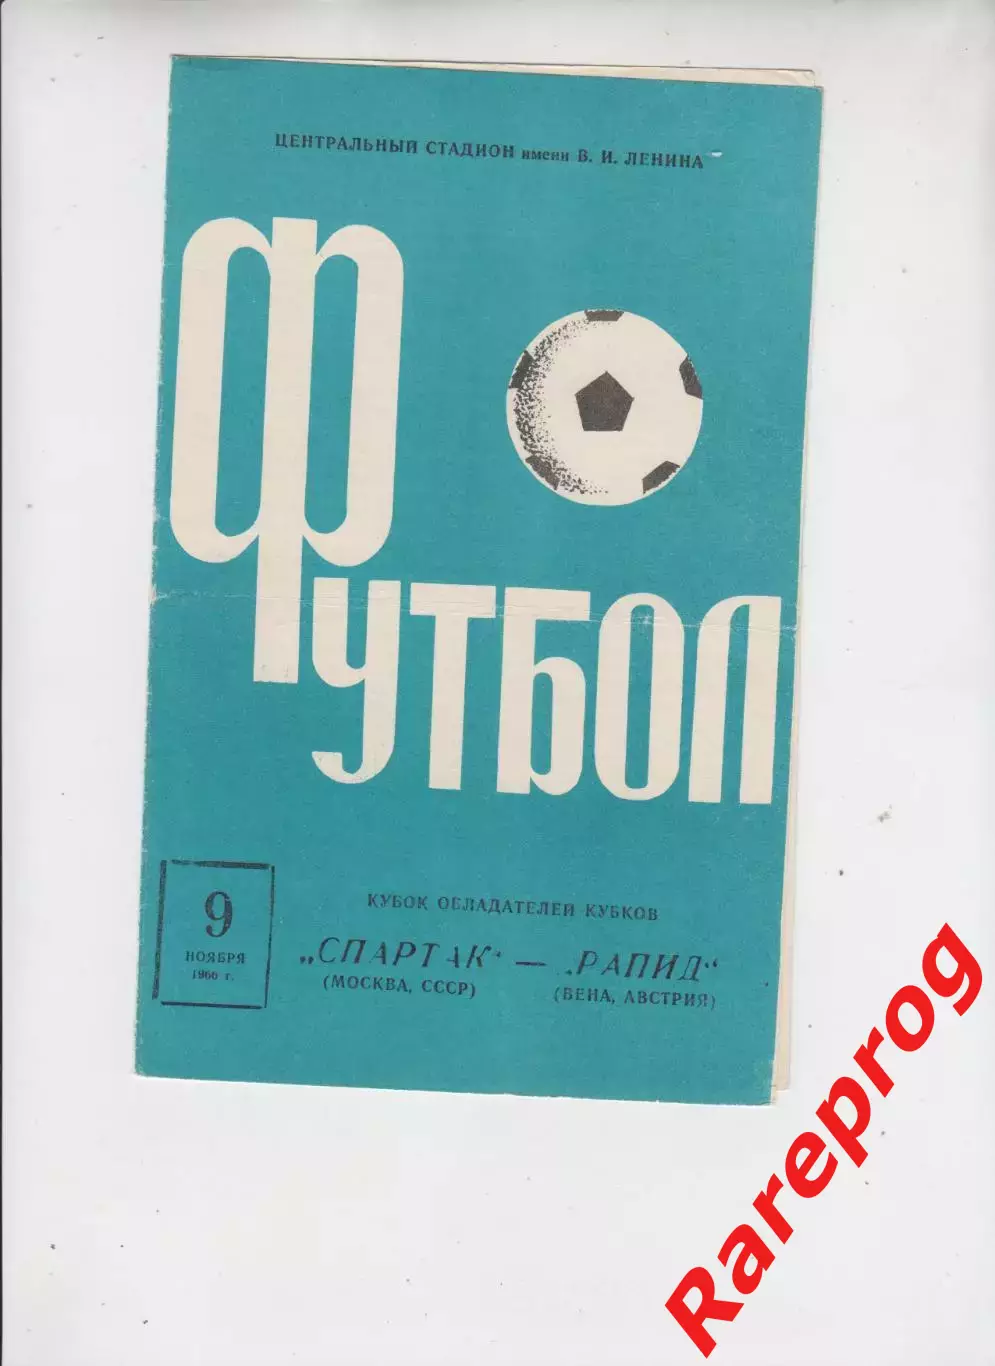 ЦЕНТРАЛЬНЫЙ СТАДИОН имени В. И. ЛЕНИНА
ФУТБОЛ
9
НОЯБРЯ
1966 г.
КУБОК ОБЛАДАТЕЛЕЙ КУБКОВ
„СПАРТАК“ — „РАПИД“
(МОСКВА, СССР) (ВЕНА, АВСТРИЯ)
Rareprog